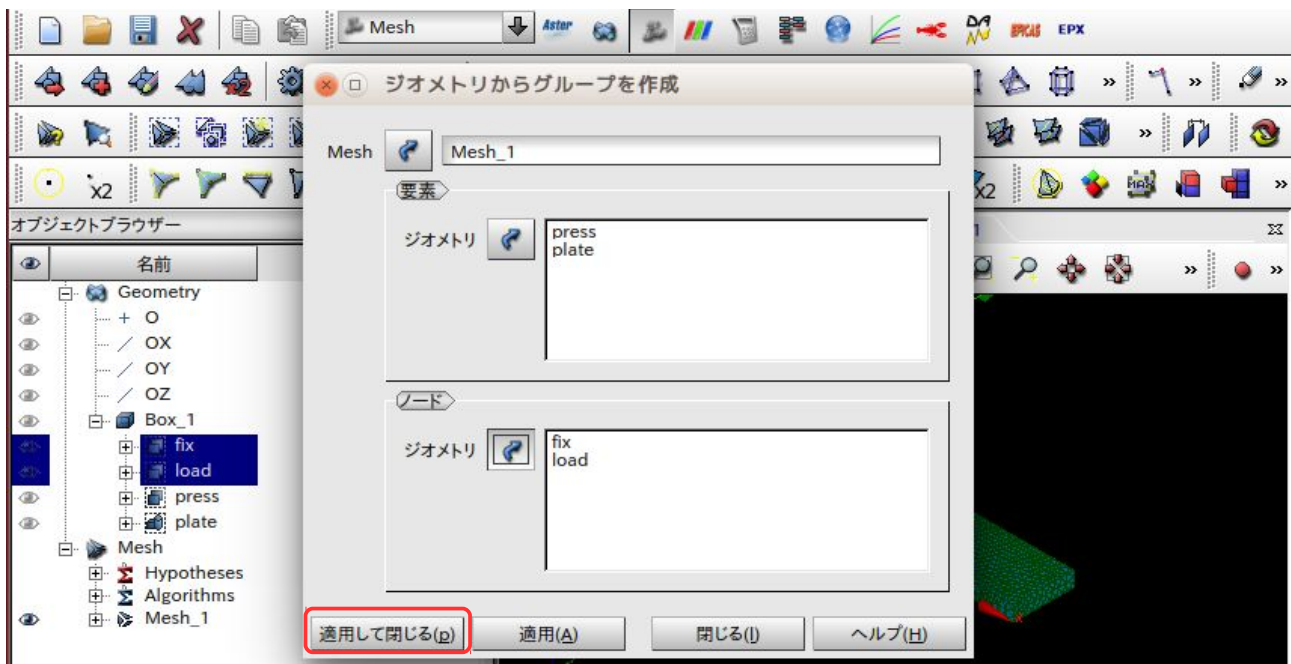 Mesh
Aster
EFICAS
EPX
ジオメトリからグループを作成
»
»
»
Mesh
Mesh_1
»
x2
x2
MAX
»
要素
オブジェクトブラウザー
ジオメトリ
press
plate
名前
»
»
Geometry
O
OX
OY
OZ
ノード
Box_1
fix
load
press
plate
ジオメトリ
fix
load
Mesh
Hypotheses
Algorithms
Mesh_1
適用して閉じる(p)
適用(A)
閉じる(l)
ヘルプ(H)